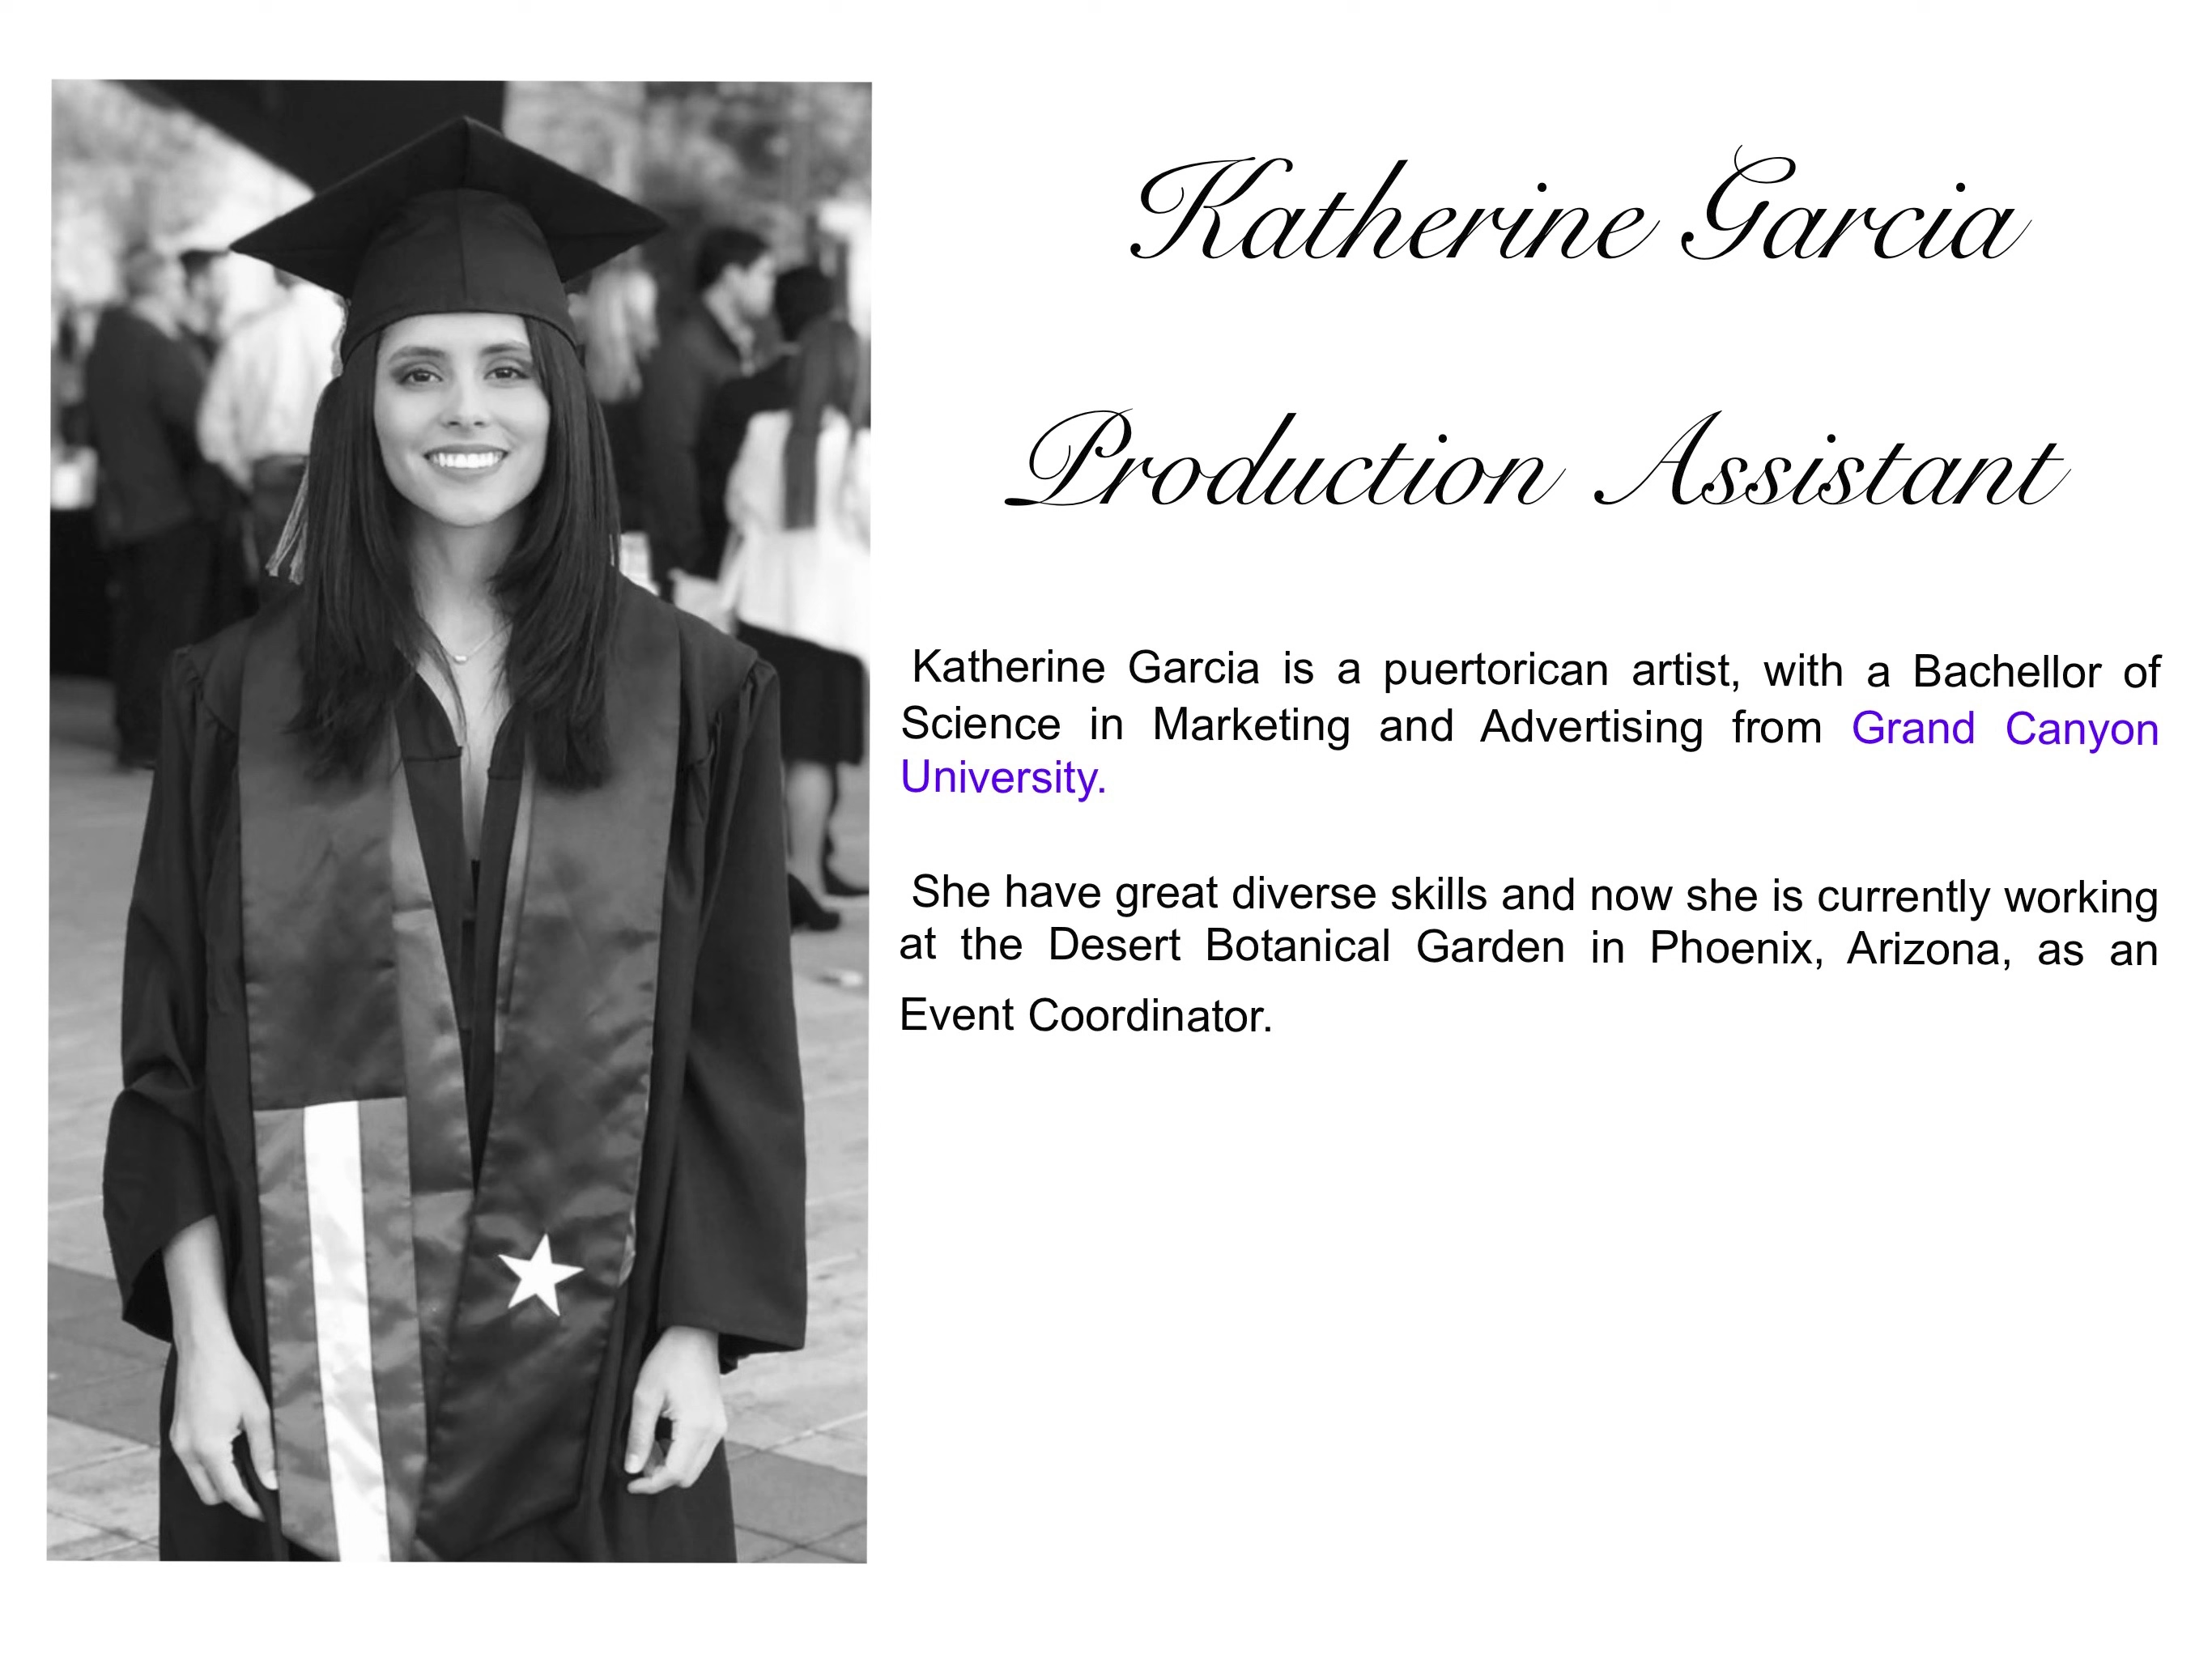 Katherine Garcia
Production Assistant
Katherine Garcia is a puertorican artist, with a Bachellor of
Science in Marketing and Advertising from Grand Canyon
University.
She have great diverse skills and now she is currently working
at the Desert Botanical Garden in Phoenix, Arizona, as an
Event Coordinator.